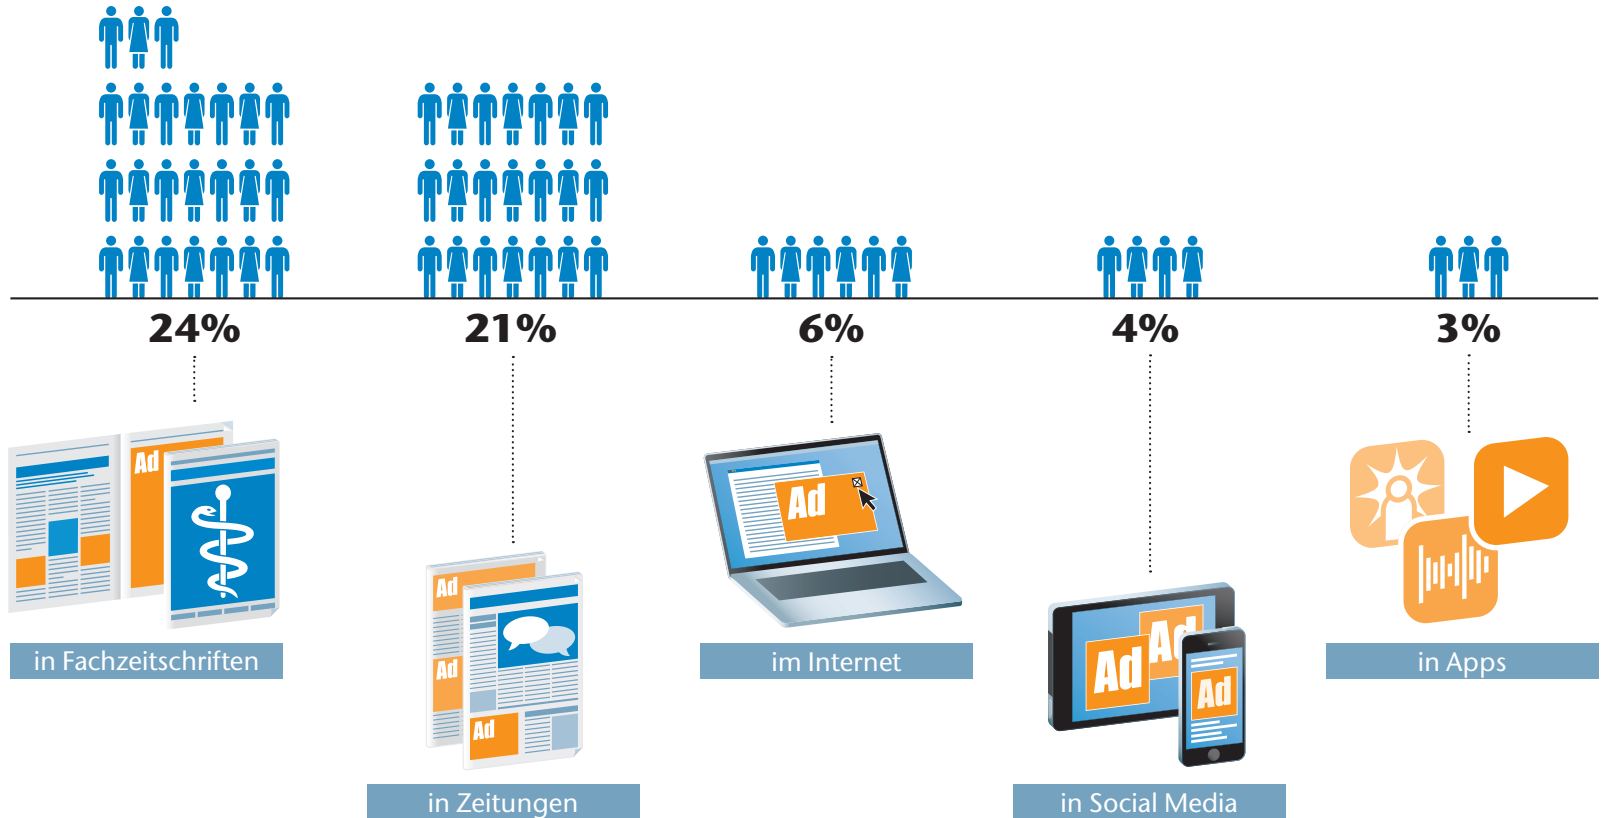 24%
21%
6%
4%
3%
Ad
Ad
Ad
Ad
Ad
Ad
Ad
Ad
in Fachzeitschriften
im Internet
in Apps
in Zeitungen
in Social Media